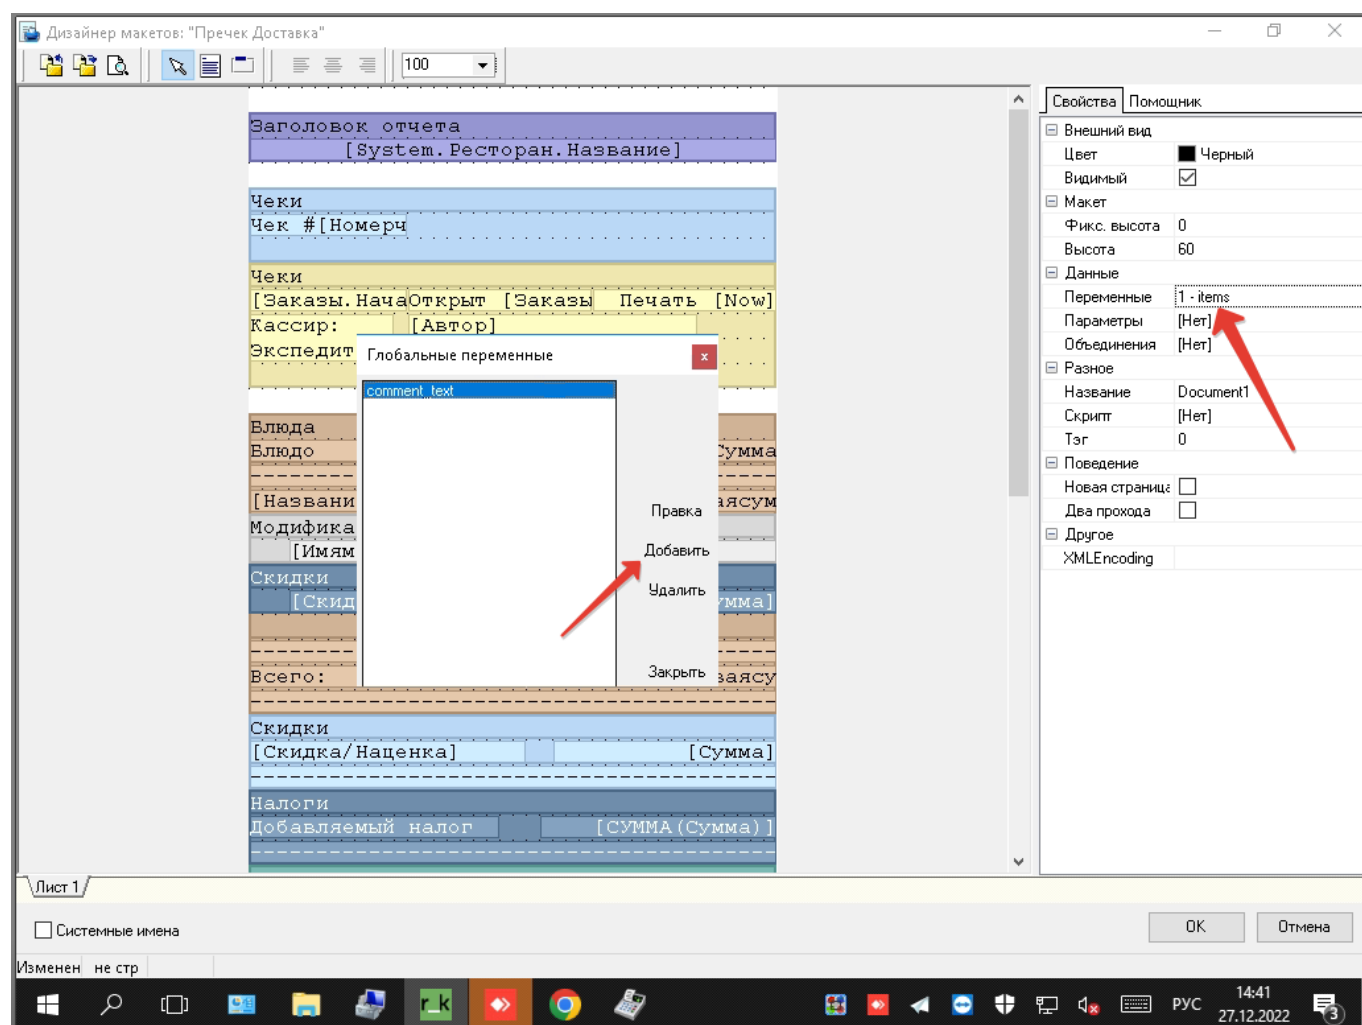 Дизайнер макетов: "Пречек Доставка"
100
Свойства Помощник
Заголовок отчета
[System.Ресторан.Название]
Чеки
Чек #[Номерч
Чеки
[Заказы.НачаОткрыт [Заказы Печать [Now]
Кассир: [Автор]
Экспедит
Глобальные переменные
x
comment_text
Правка
Добавить
Удалить
Закрыть
Блюда
Блюдо Сумма
[Названи аясум
Модифика
[Имям
Скидки
[Скид умма]
Всего: ваясу
Скидки
[Скидка/Наценка] [Сумма]
Налоги
Добавляемый налог [СУММА(Сумма)]
Внешний вид
Цвет Черный
Видимый
Макет
Фикс. высота 0
Высота 60
Данные
Переменные 1 - items
Параметры [Нет]
Объединения [Нет]
Разное
Название Document1
Скрипт [Нет]
Тэг 0
Поведение
Новая страница
Два прохода
Другое
XMLEncoding
Лист 1
Системные имена
OK Отмена
Изменен не стр
r_k
РУС
14:41
27.12.2022
3